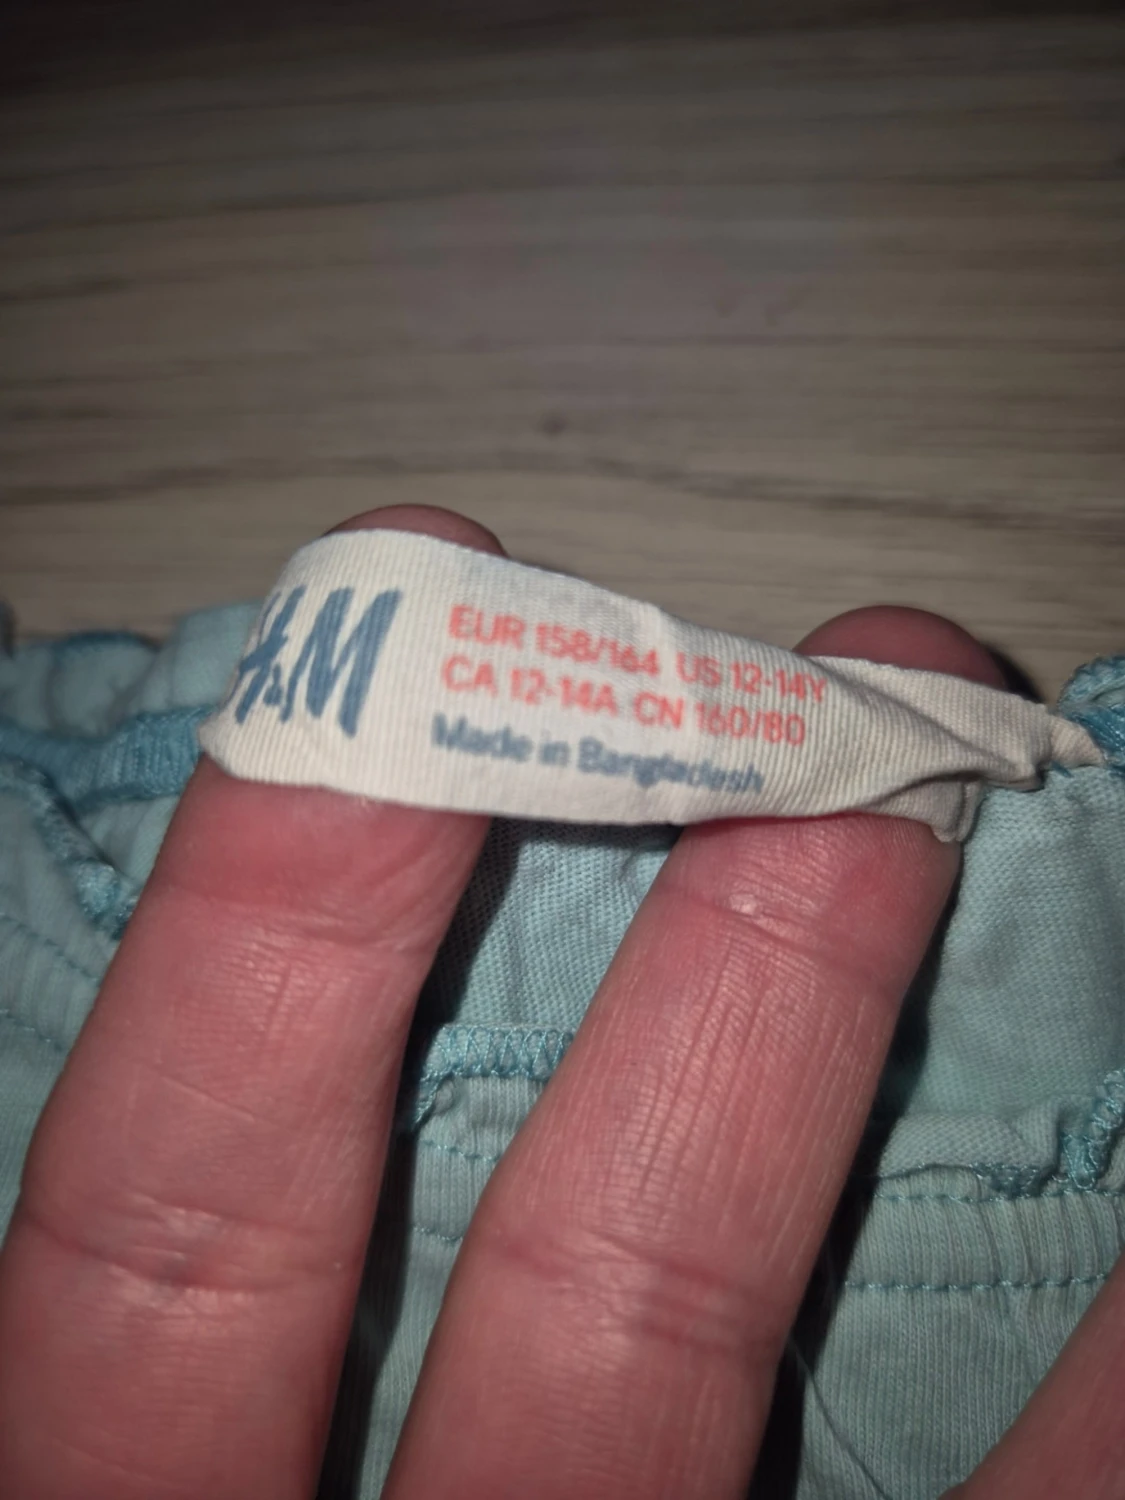 H&M
EUR 158/164 US 12-14Y
CA 12-14A CN 160/80
Made in Bangladesh